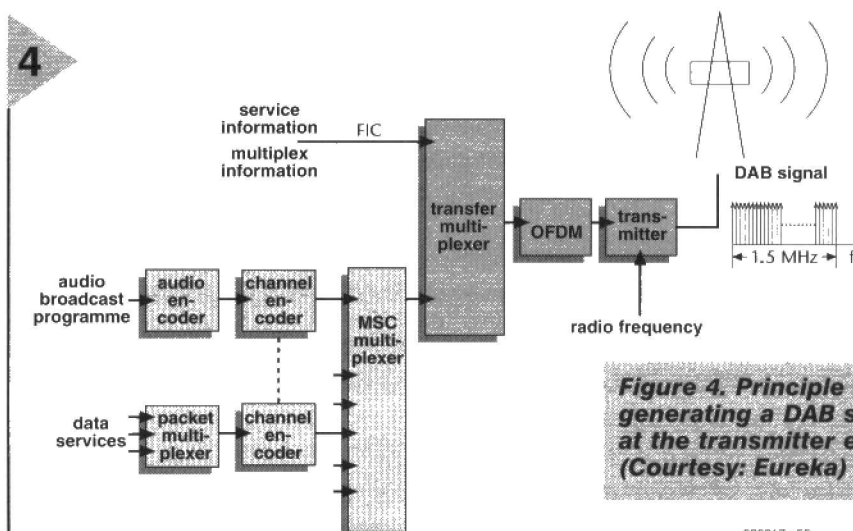 4
service
information
FIC
multiplex
information
transfer
multi-
plexer
OFDM
trans-
mitter
DAB signal
1.5 MHz
f
radio frequency
audio
broadcast
programme
audio
en-
coder
channel
en-
coder
MSC
multi-
plexer
data
services
packet
multi-
plexer
channel
en-
coder
Figure 4. Principle
generating a DAB s
at the transmitter e
(Courtesy: Eureka)